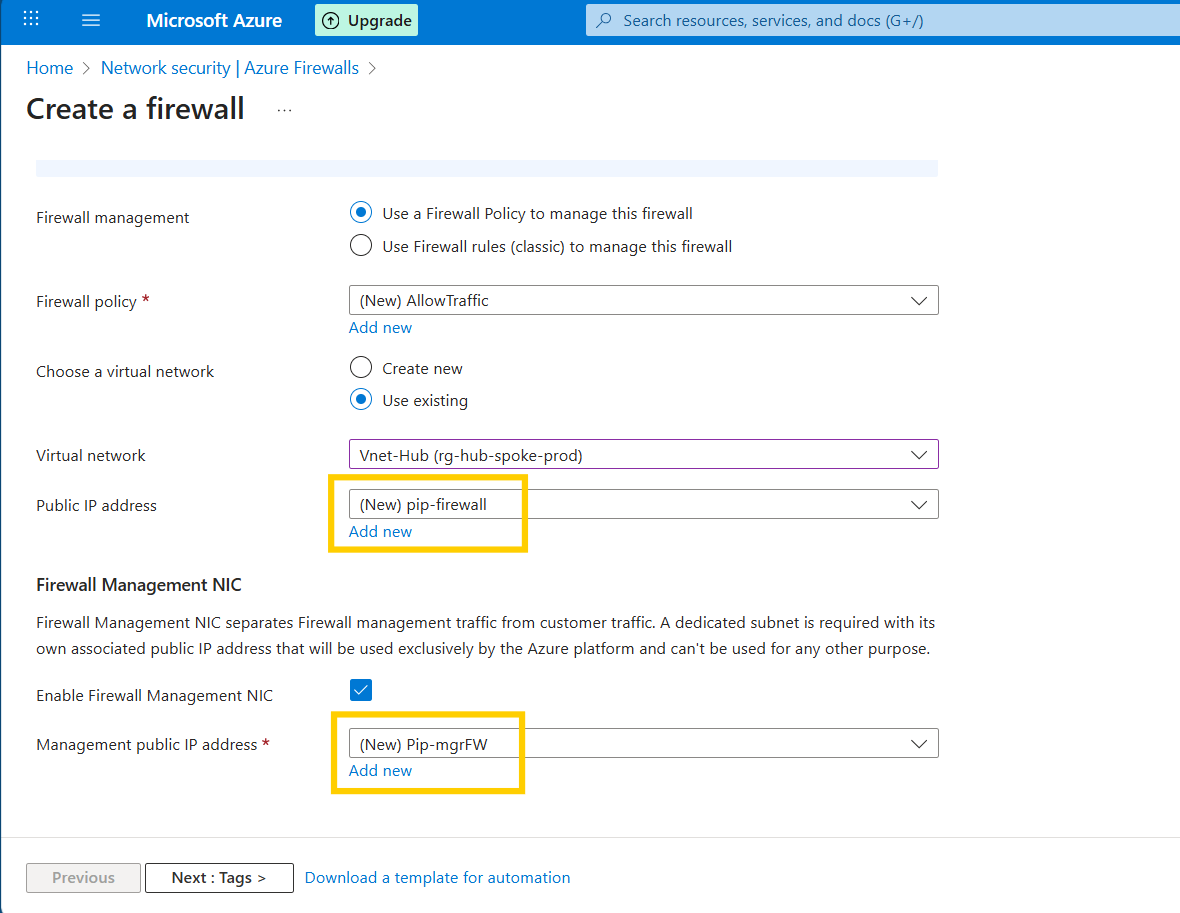 Microsoft Azure
Upgrade
Search resources, services, and docs (G+/)
Home > Network security | Azure Firewalls >
Create a firewall ...
Firewall management
Use a Firewall Policy to manage this firewall
Use Firewall rules (classic) to manage this firewall
Firewall policy *
(New) AllowTraffic
Add new
Choose a virtual network
Create new
Use existing
Virtual network
Vnet-Hub (rg-hub-spoke-prod)
Public IP address
(New) pip-firewall
Add new
Firewall Management NIC
Firewall Management NIC separates Firewall management traffic from customer traffic. A dedicated subnet is required with its
own associated public IP address that will be used exclusively by the Azure platform and can't be used for any other purpose.
Enable Firewall Management NIC
Management public IP address *
(New) Pip-mgrFW
Add new
Previous
Next : Tags >
Download a template for automation